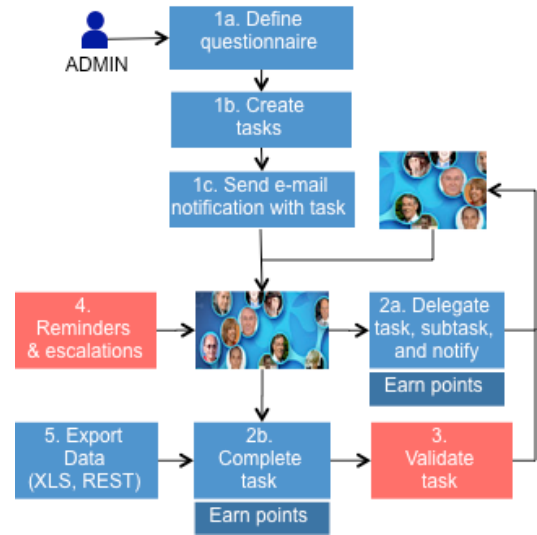 1a. Define
questionnaire
ADMIN
1b. Create
tasks
1c. Send e-mail
notification with task
4.
Reminders
& escalations
2a. Delegate
task, subtask,
and notify
Earn points
5. Export
Data
(XLS, REST)
2b.
Complete
task
3.
Validate
task
Earn points